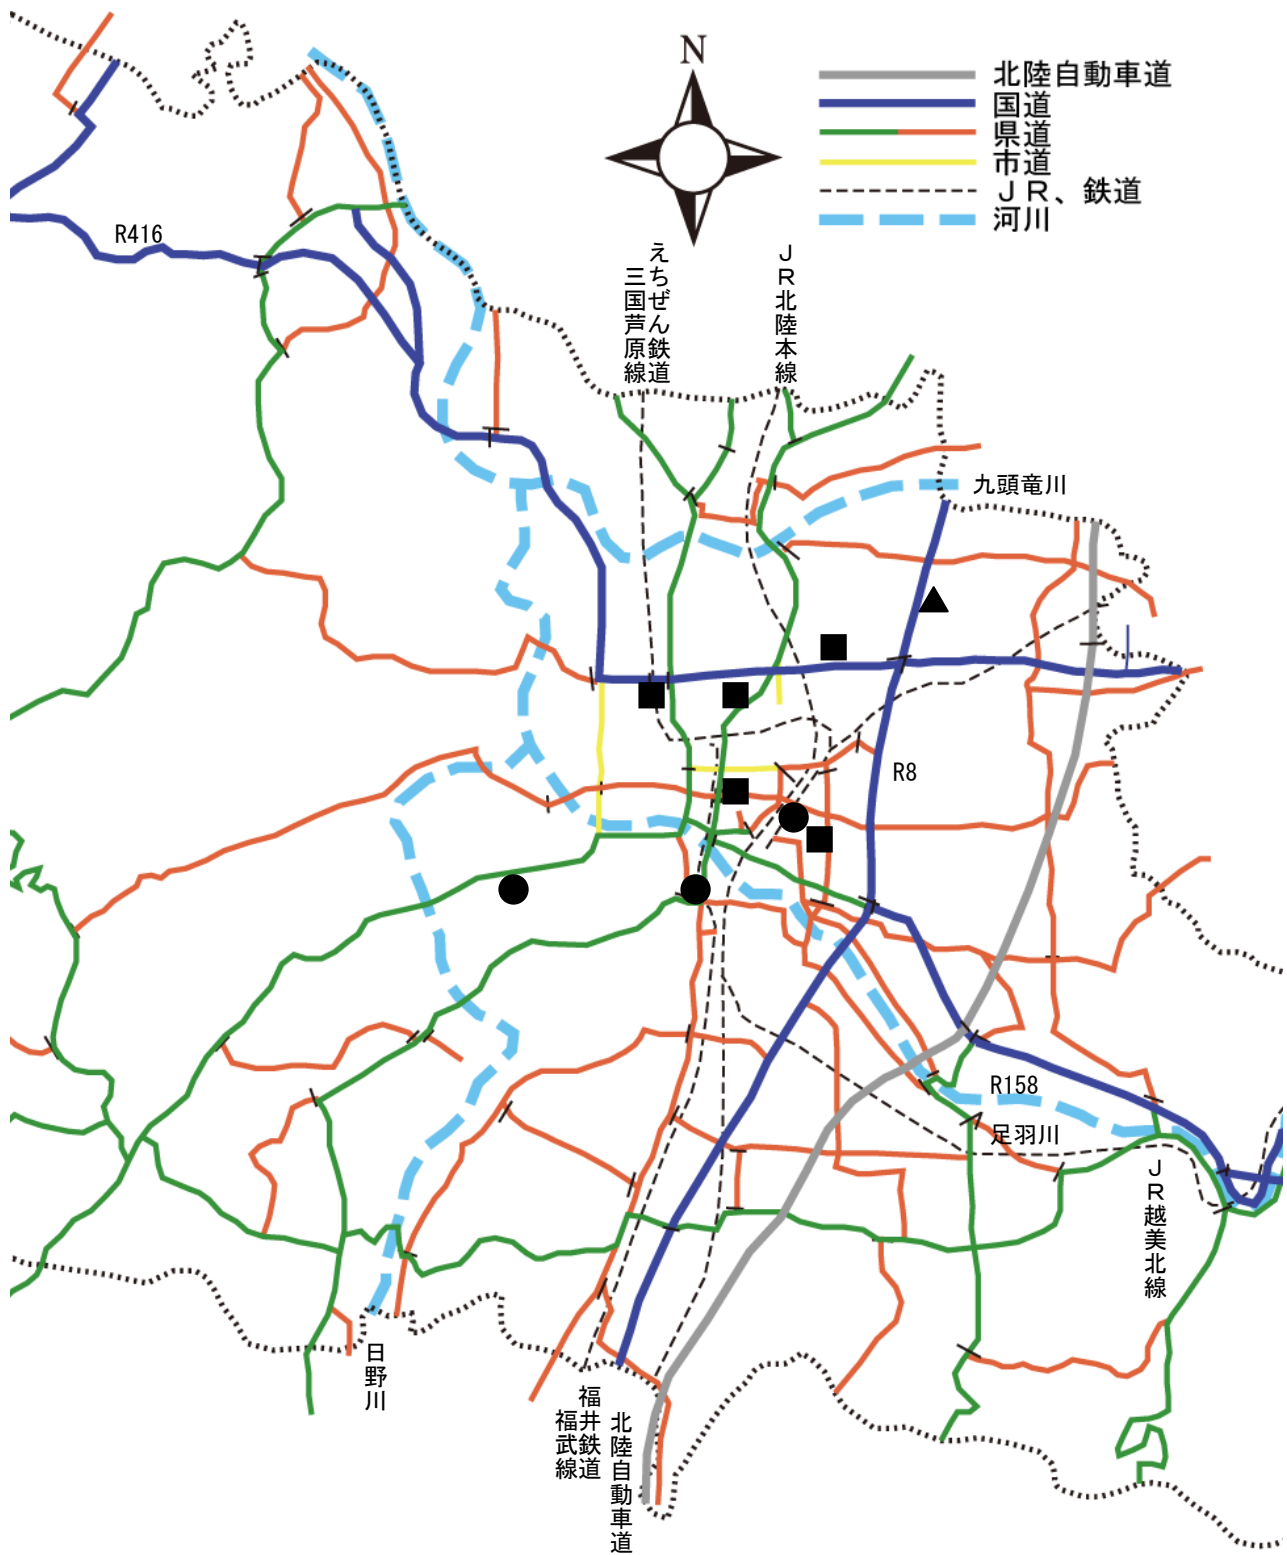 N
北陸自動車道
国道
県道
市道
ＪＲ、鉄道
河川
R416
えちぜん鉄道
三国芦原線
ＪＲ北陸本線
九頭竜川
R8
R158
足羽川
ＪＲ越美北線
日野川
福井鉄道
福武線
北陸自動車道